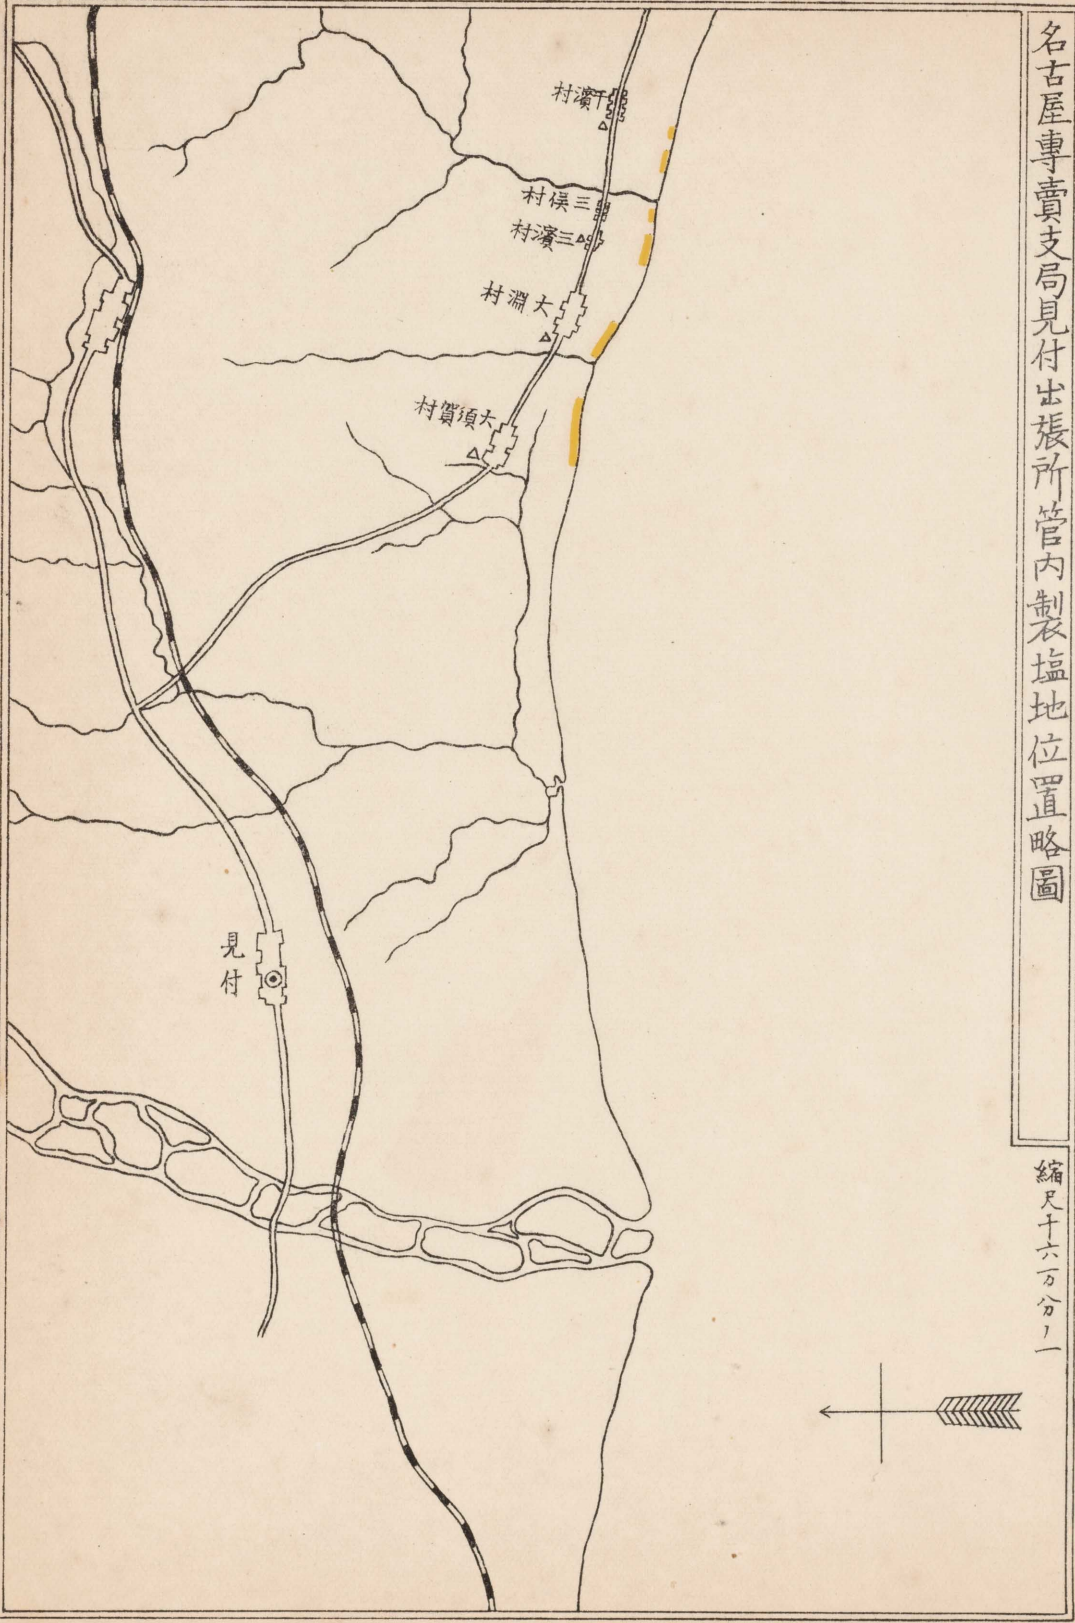 名古屋專賣支局見付出張所管内製塩地位置略圖
縮尺十六万分ノ一
千濱村
三俣村
三濱村
大淵村
大須賀村
見付